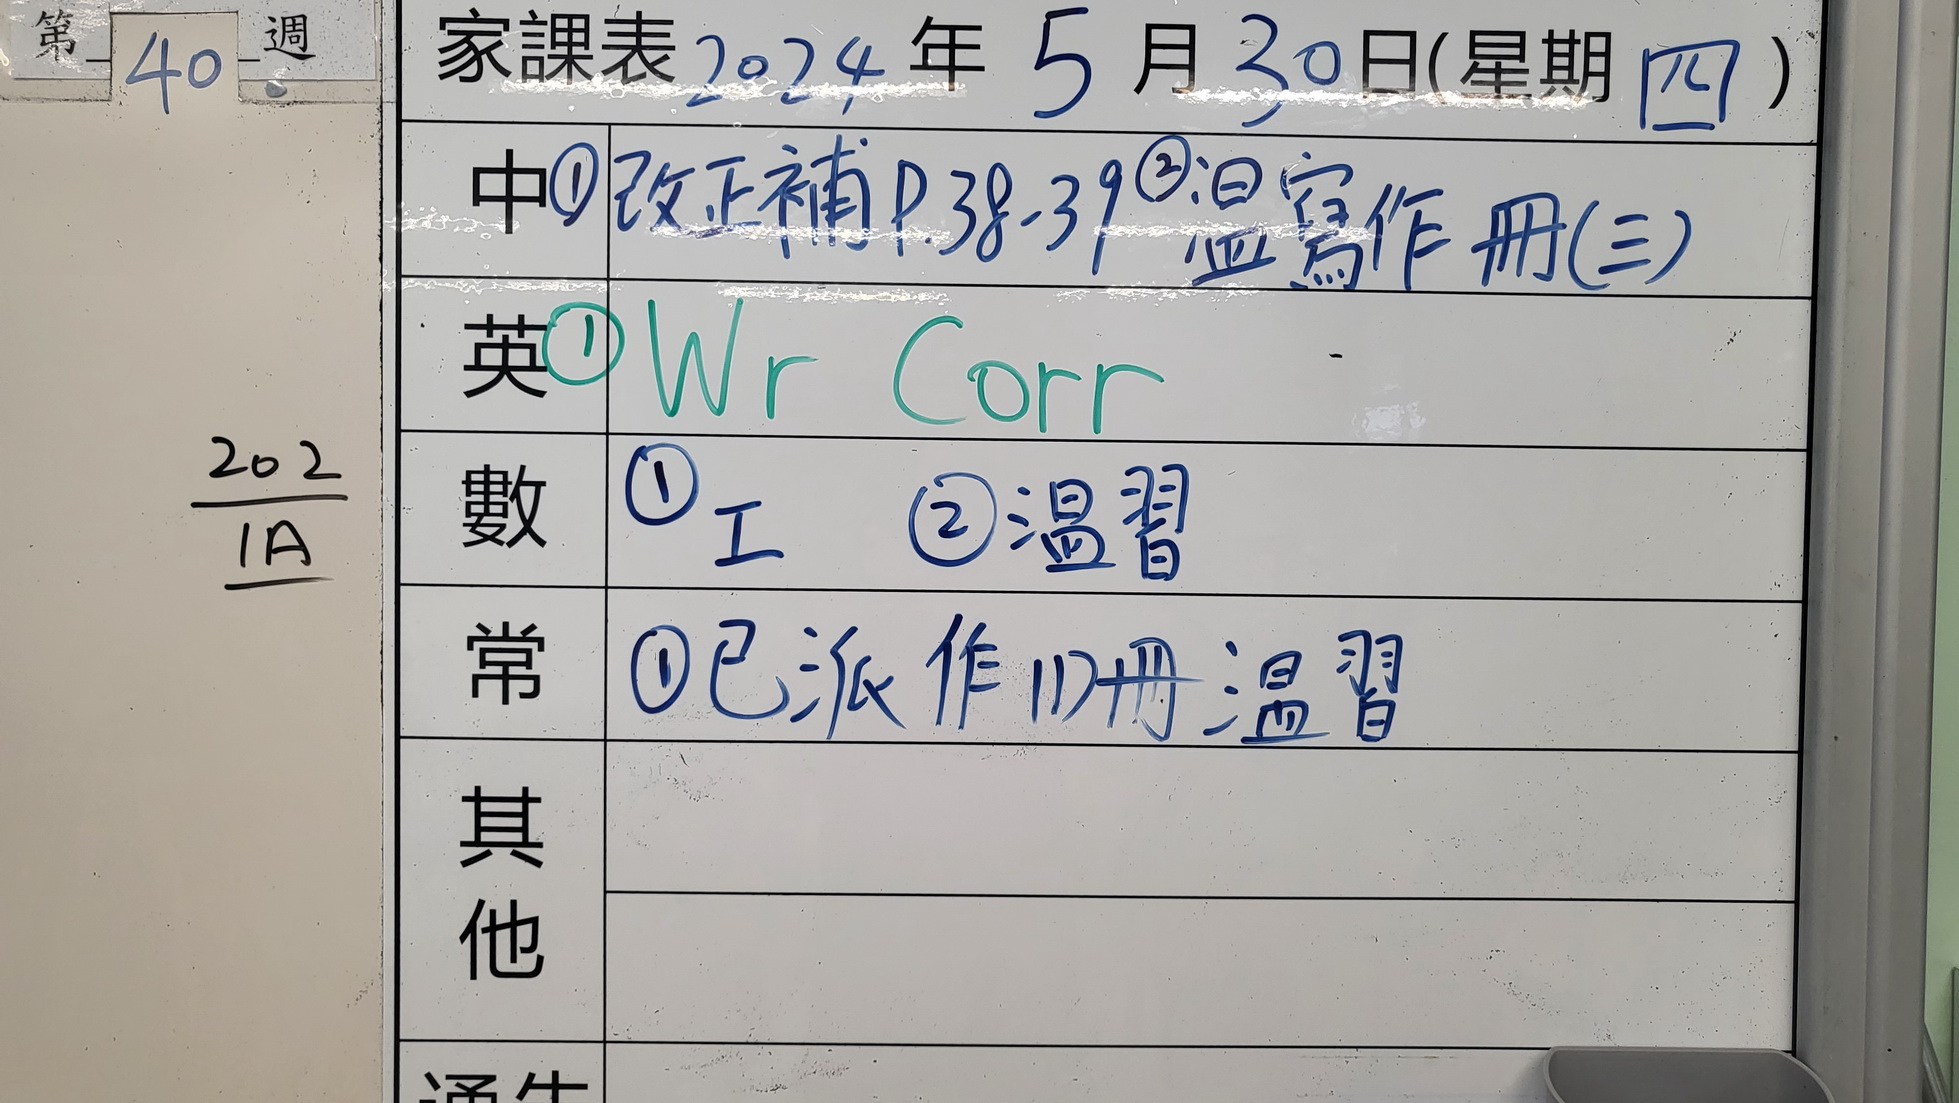 第 40 週
家課表 2024 年 5 月 30 日(星期 四)
中 ① 改正補 P.38-39 ② 温寫作冊(三)
英 ① Wr Corr
202
1A
數 ① 工 ② 温習
常 ① 已派作 冊 温習
其他